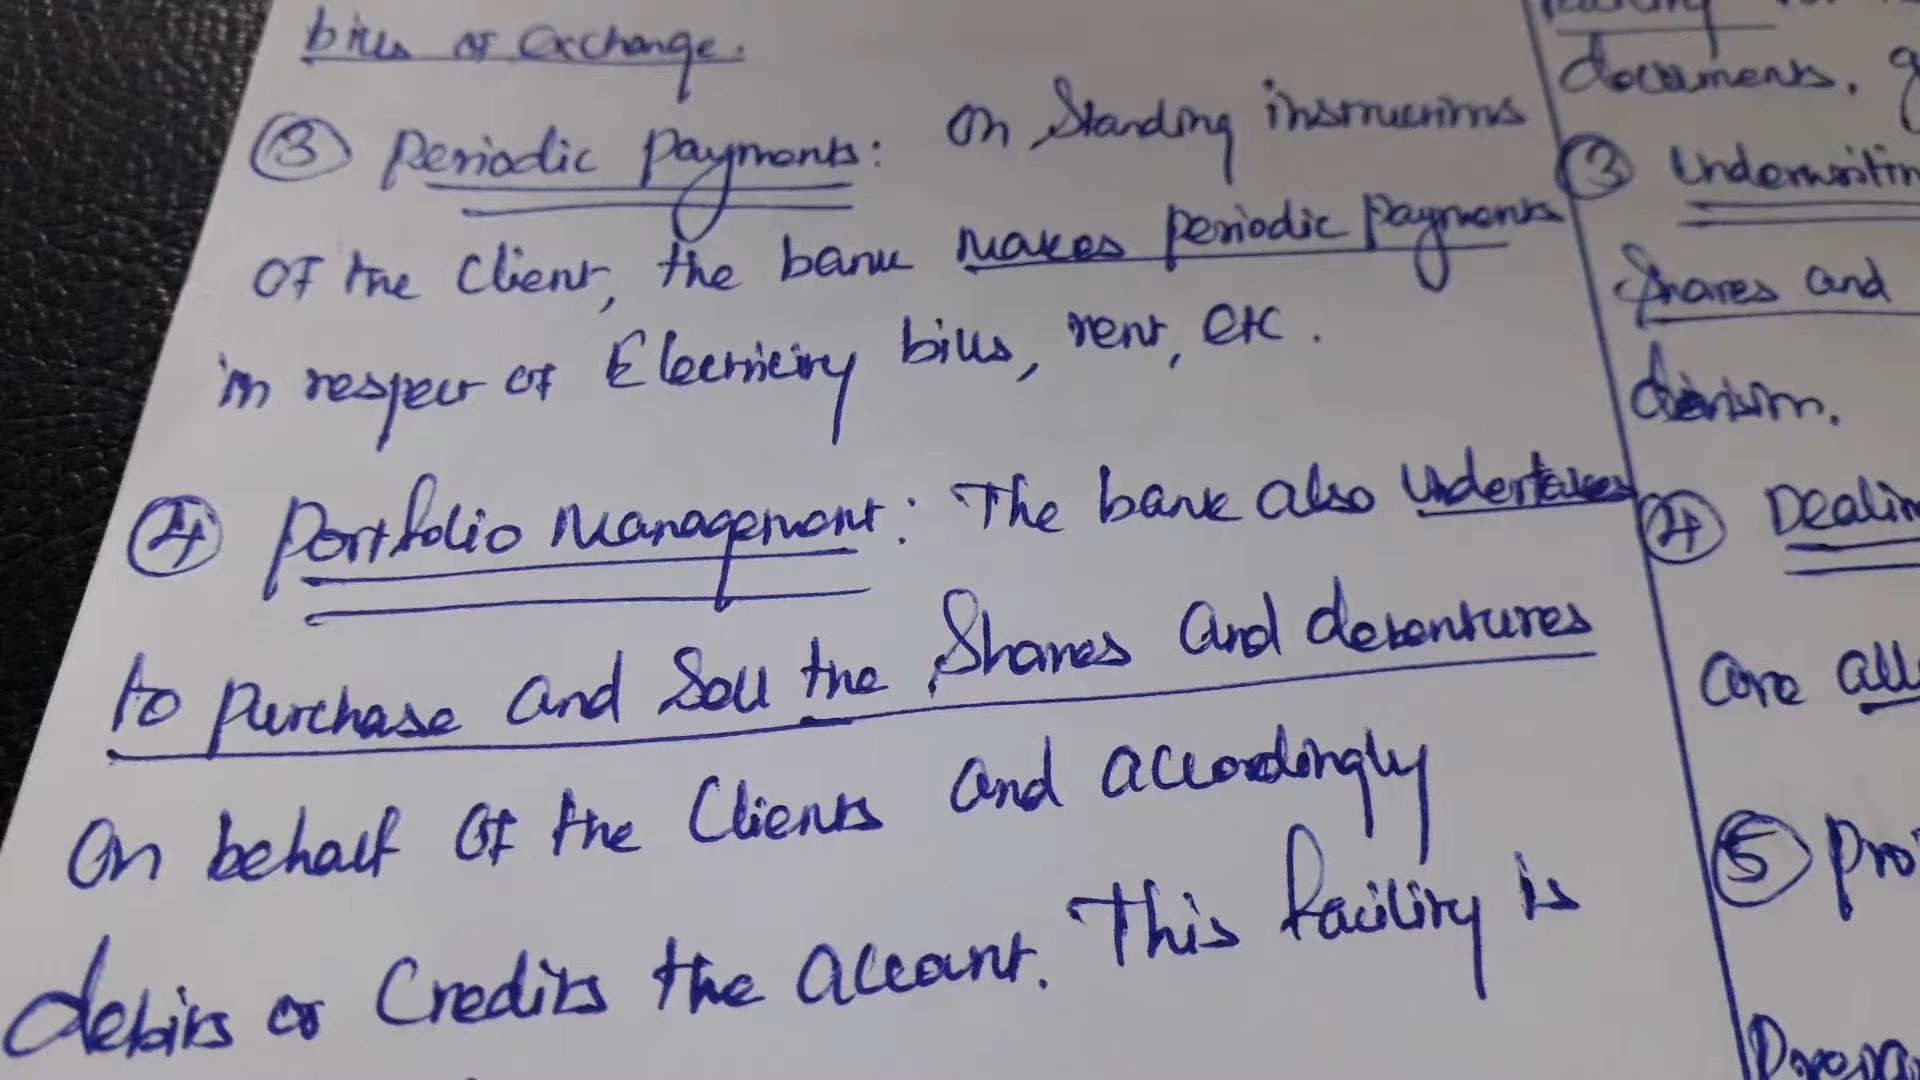 bills of exchange.
③ Periodic payments: On Standing instructions
Of the Client, the bank makes periodic payments
in respect of Electricity bills, rent, etc.
④ Portfolio Management: The bank also undertakes
to purchase and Sell the Shares and debentures
On behalf Of the Clients and accordingly
debits or Credits the account. This facility is
documents.
③ Underwritin
Shares and
④ Dealin
are all
⑤ Pro